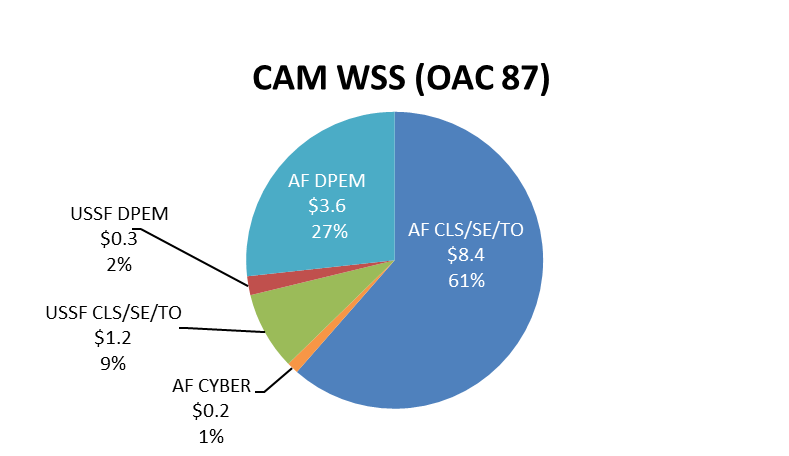 CAM WSS (OAC 87)
AF DPEM
$3.6
27%
USSF DPEM
$0.3
2%
AF CLS/SE/TO
$8.4
61%
USSF CLS/SE/TO
$1.2
9%
AF CYBER
$0.2
1%